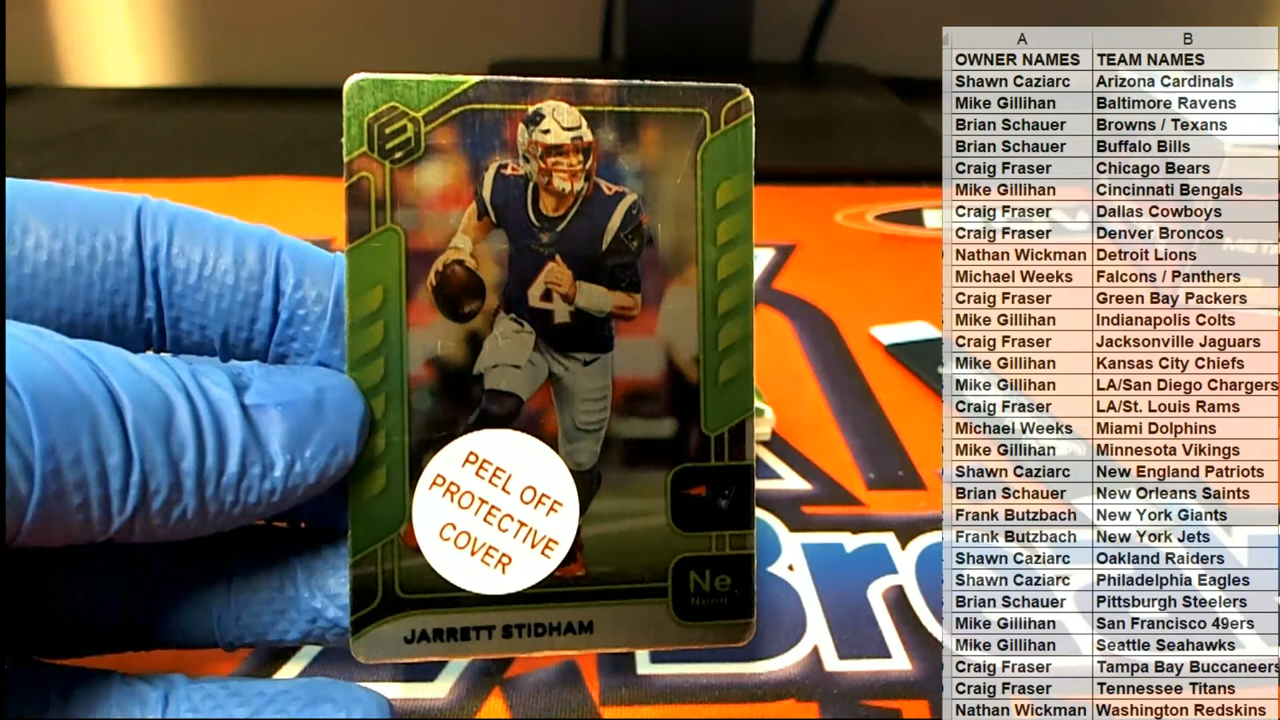 PEEL OFF
PROTECTIVE
COVER
Ne
Neon
JARRETT STIDHAM
4
4
4
Bro
A B
OWNER NAMES TEAM NAMES
Shawn Caziarc Arizona Cardinals
Mike Gillihan Baltimore Ravens
Brian Schauer Browns / Texans
Brian Schauer Buffalo Bills
Craig Fraser Chicago Bears
Mike Gillihan Cincinnati Bengals
Craig Fraser Dallas Cowboys
Craig Fraser Denver Broncos
Nathan Wickman Detroit Lions
Michael Weeks Falcons / Panthers
Craig Fraser Green Bay Packers
Mike Gillihan Indianapolis Colts
Craig Fraser Jacksonville Jaguars
Mike Gillihan Kansas City Chiefs
Mike Gillihan LA/San Diego Chargers
Craig Fraser LA/St. Louis Rams
Michael Weeks Miami Dolphins
Mike Gillihan Minnesota Vikings
Shawn Caziarc New England Patriots
Brian Schauer New Orleans Saints
Frank Butzbach New York Giants
Frank Butzbach New York Jets
Shawn Caziarc Oakland Raiders
Shawn Caziarc Philadelphia Eagles
Brian Schauer Pittsburgh Steelers
Mike Gillihan San Francisco 49ers
Mike Gillihan Seattle Seahawks
Craig Fraser Tampa Bay Buccaneers
Craig Fraser Tennessee Titans
Nathan Wickman Washington Redskins